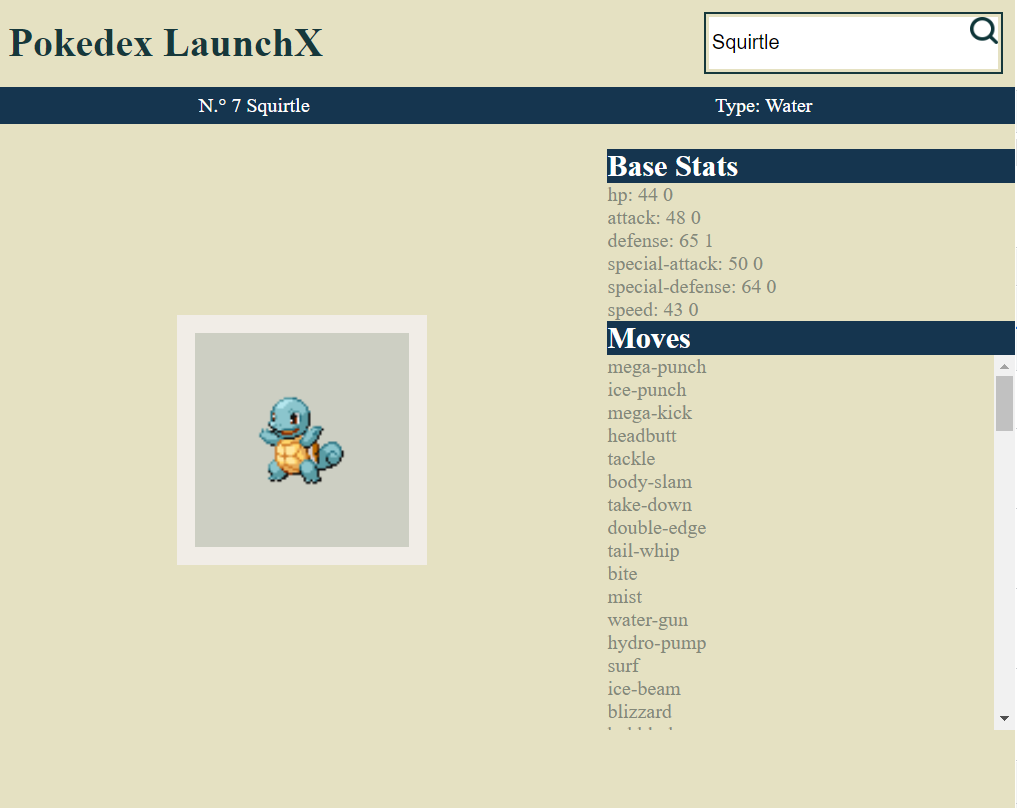 Pokedex LaunchX
Squirtle
N.° 7 Squirtle
Type: Water
Base Stats
hp: 44 0
attack: 48 0
defense: 65 1
special-attack: 50 0
special-defense: 64 0
speed: 43 0
Moves
mega-punch
ice-punch
mega-kick
headbutt
tackle
body-slam
take-down
double-edge
tail-whip
bite
mist
water-gun
hydro-pump
surf
ice-beam
blizzard